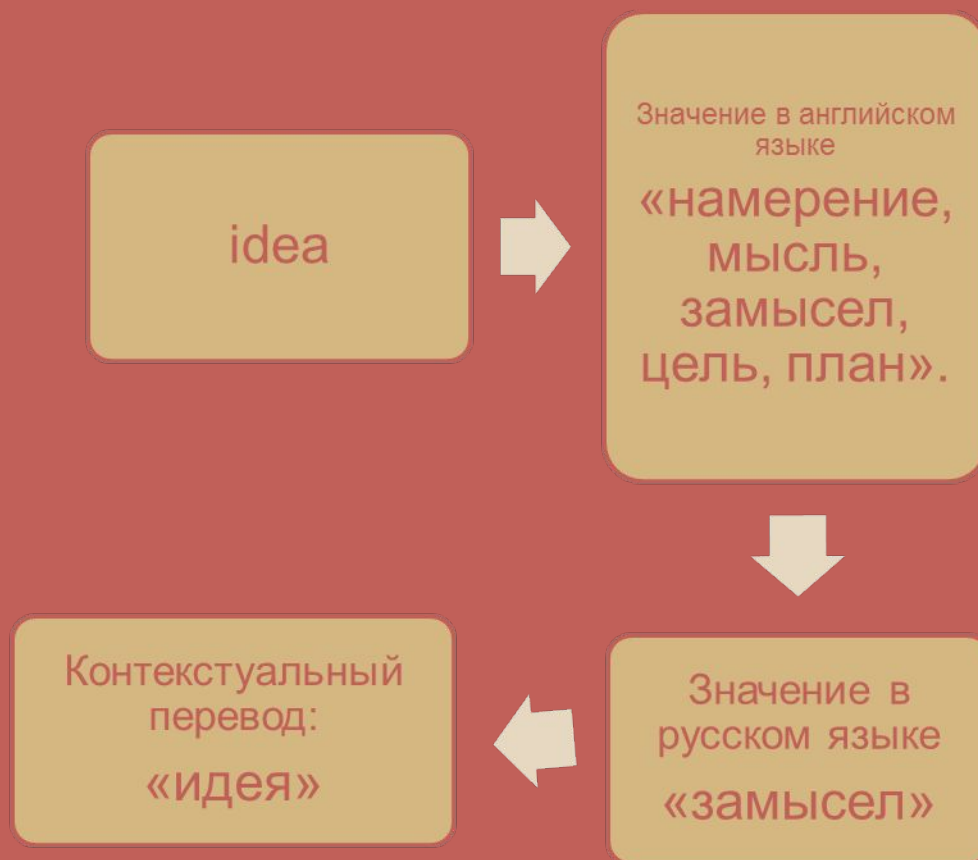 idea
Значение в английском
языке
«намерение,
мысль,
замысел,
цель, план».
Значение в
русском языке
«замысел»
Контекстуальный
перевод:
«идея»